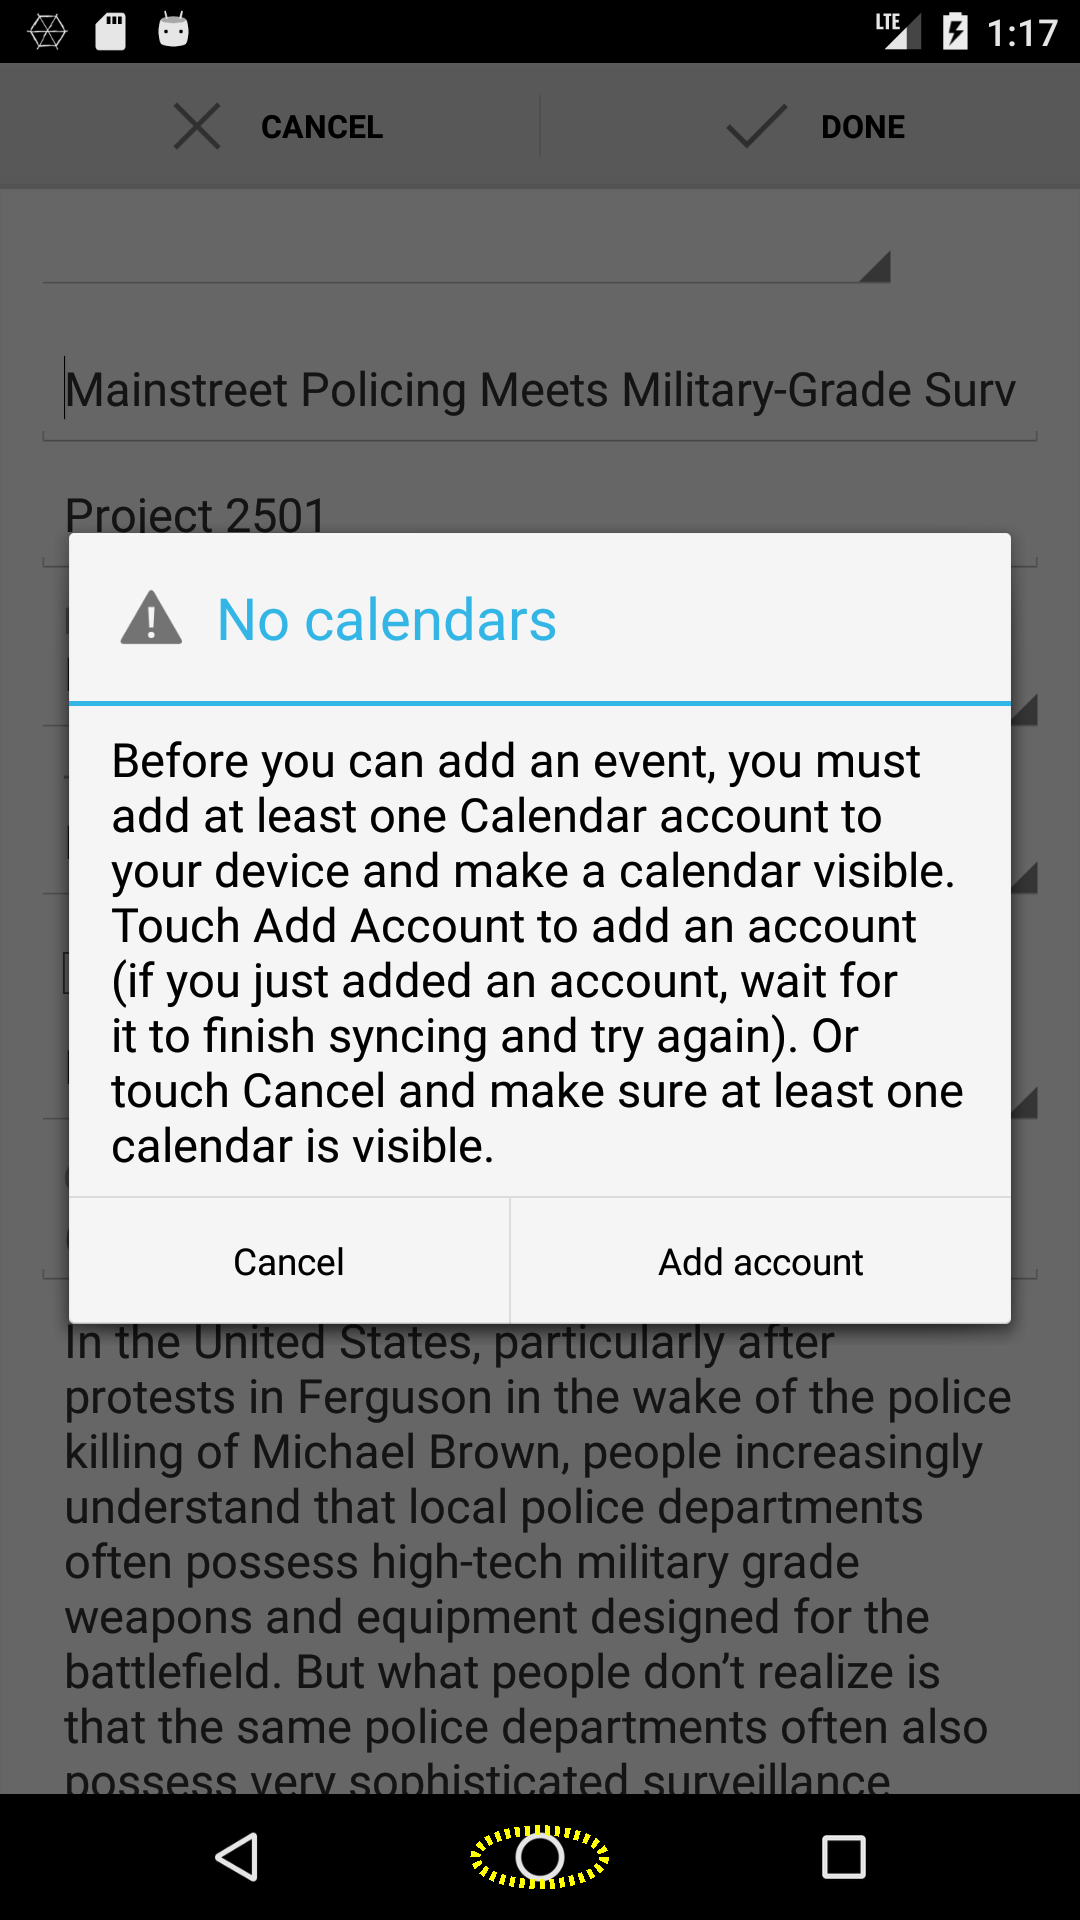 LTE 1:17
CANCEL DONE
Mainstreet Policing Meets Military-Grade Surv
Project 2501
No calendars
Before you can add an event, you must
add at least one Calendar account to
your device and make a calendar visible.
Touch Add Account to add an account
(if you just added an account, wait for
it to finish syncing and try again). Or
touch Cancel and make sure at least one
calendar is visible.
Cancel Add account
In the United States, particularly after
protests in Ferguson in the wake of the police
killing of Michael Brown, people increasingly
understand that local police departments
often possess high-tech military grade
weapons and equipment designed for the
battlefield. But what people don’t realize is
that the same police departments often also
possess very sophisticated surveillance